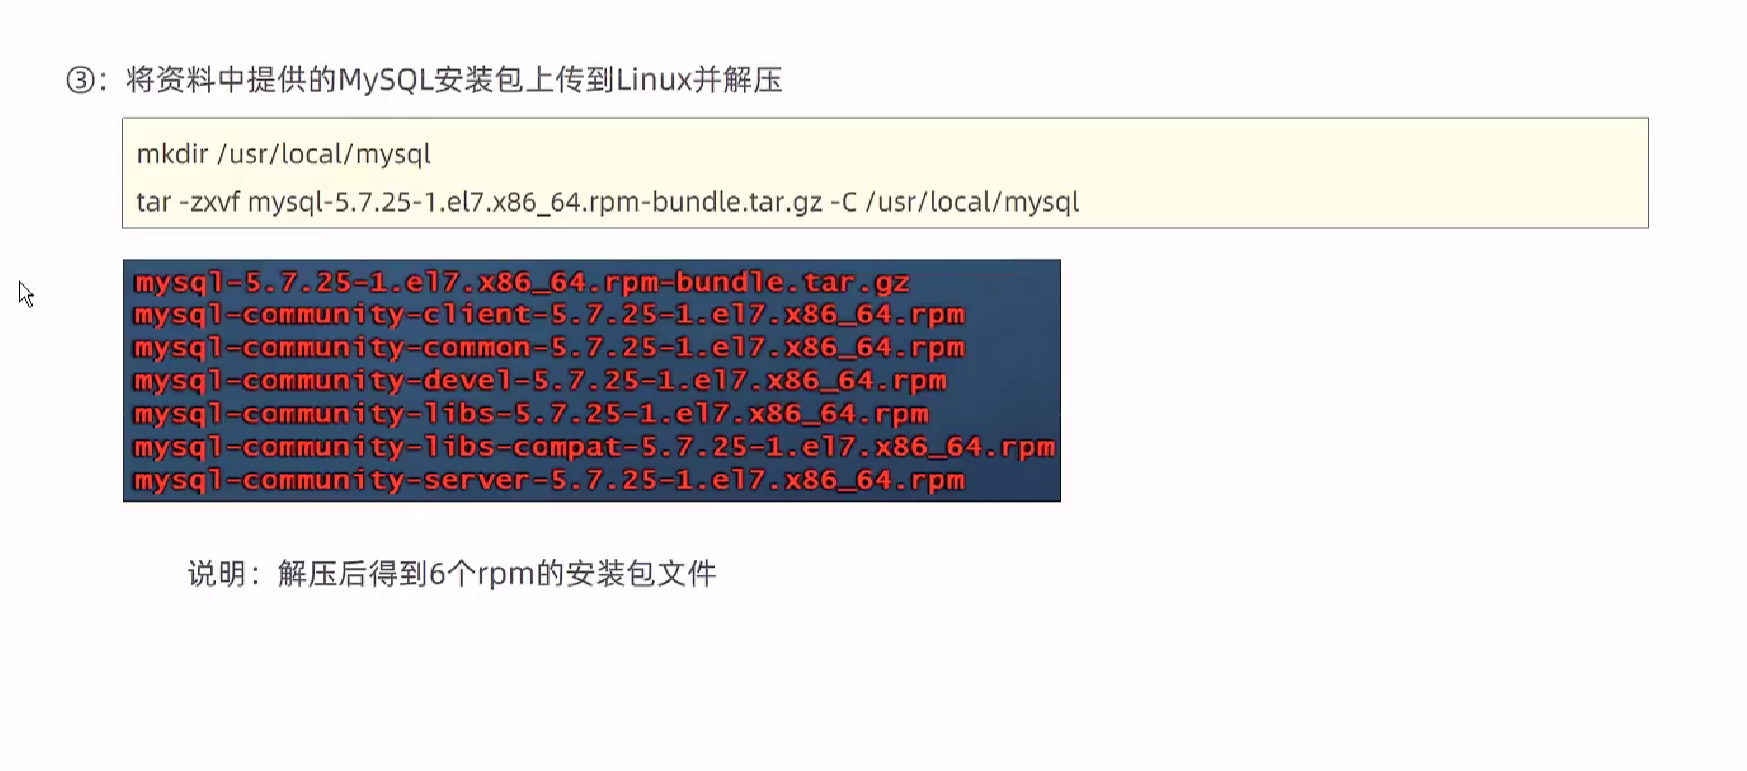 ③：将资料中提供的MySQL安装包上传到Linux并解压
mkdir /usr/local/mysql
tar -zxvf mysql-5.7.25-1.el7.x86_64.rpm-bundle.tar.gz -C /usr/local/mysql
mysql-5.7.25-1.el7.x86_64.rpm-bundle.tar.gz
mysql-community-client-5.7.25-1.el7.x86_64.rpm
mysql-community-common-5.7.25-1.el7.x86_64.rpm
mysql-community-devel-5.7.25-1.el7.x86_64.rpm
mysql-community-libs-5.7.25-1.el7.x86_64.rpm
mysql-community-libs-compat-5.7.25-1.el7.x86_64.rpm
mysql-community-server-5.7.25-1.el7.x86_64.rpm
说明：解压后得到6个rpm的安装包文件